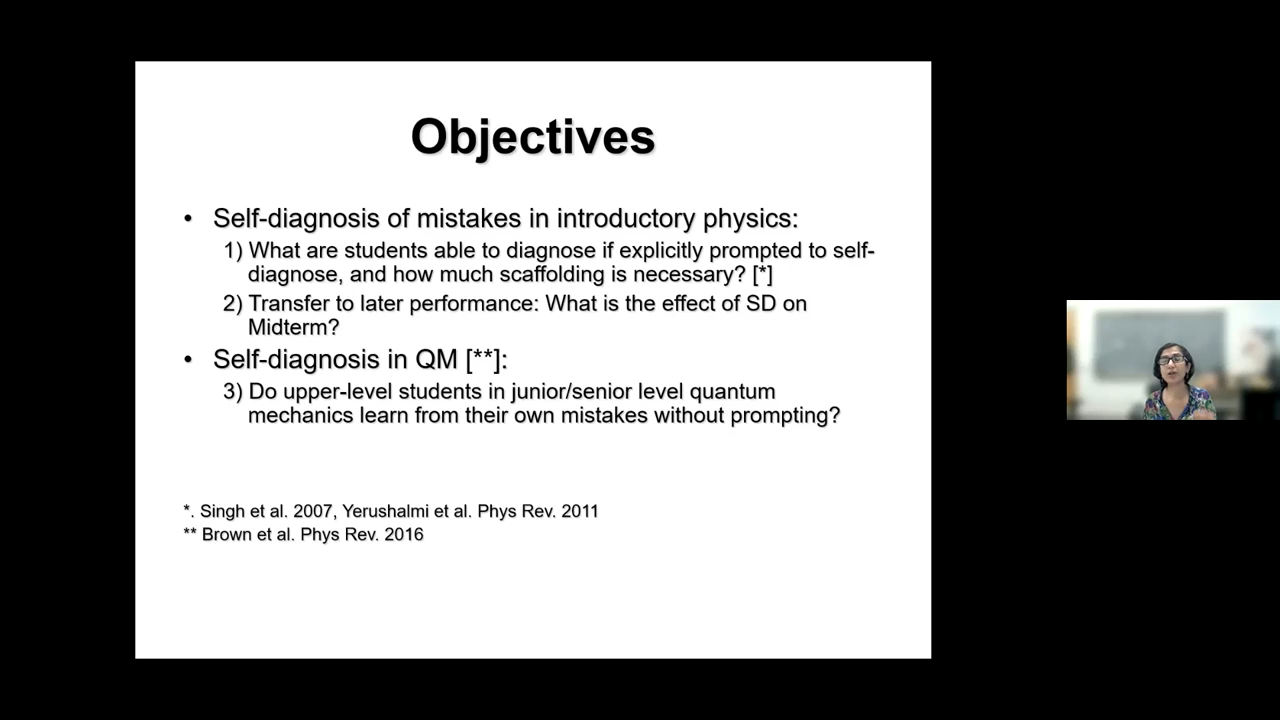 Objectives
• Self-diagnosis of mistakes in introductory physics:
1) What are students able to diagnose if explicitly prompted to self-
diagnose, and how much scaffolding is necessary? [*]
2) Transfer to later performance: What is the effect of SD on
Midterm?
• Self-diagnosis in QM [**]:
3) Do upper-level students in junior/senior level quantum
mechanics learn from their own mistakes without prompting?
*. Singh et al. 2007, Yerushalmi et al. Phys Rev. 2011
** Brown et al. Phys Rev. 2016